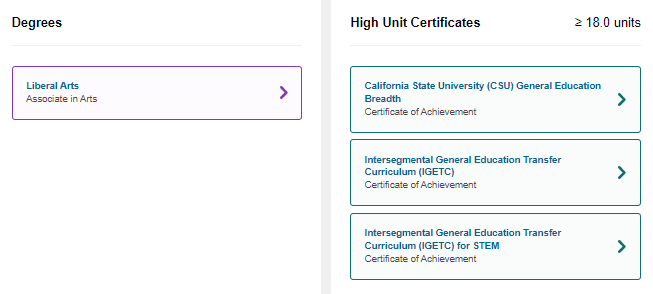 Degrees
Liberal Arts
Associate in Arts
High Unit Certificates ≥ 18.0 units
California State University (CSU) General Education
Breadth
Certificate of Achievement
Intersegmental General Education Transfer
Curriculum (IGETC)
Certificate of Achievement
Intersegmental General Education Transfer
Curriculum (IGETC) for STEM
Certificate of Achievement